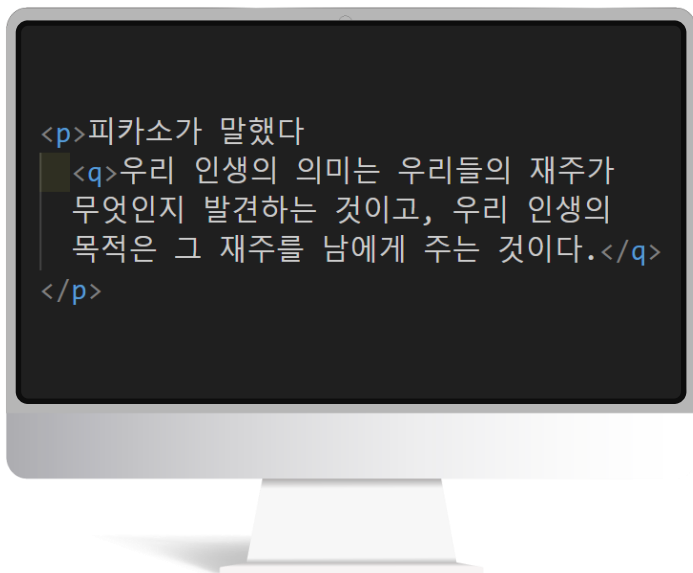 <p>피카소가 말했다
<q>우리 인생의 의미는 우리들의 재주가
무엇인지 발견하는 것이고, 우리 인생의
목적은 그 재주를 남에게 주는 것이다.</q>
</p>